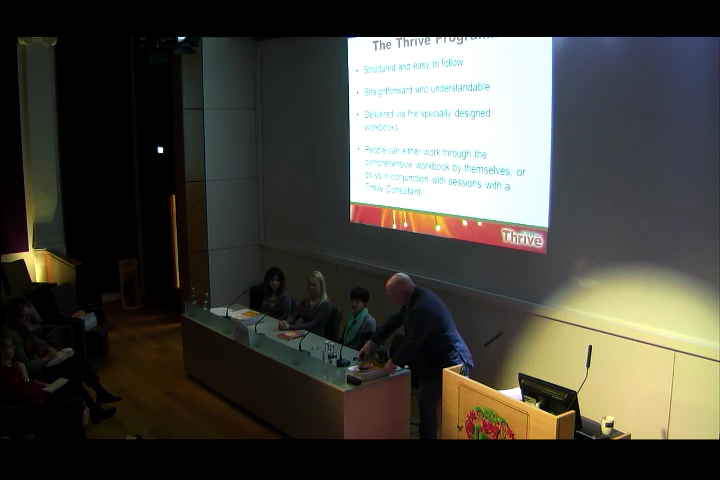 The Thrive Programme
• Structured and easy to follow
• Straightforward and understandable
• Delivered via the specially designed
workbooks
• People can either work through the
comprehensive workbook by themselves, or
do so in conjunction with sessions with a
Thrive Consultant
Thrive